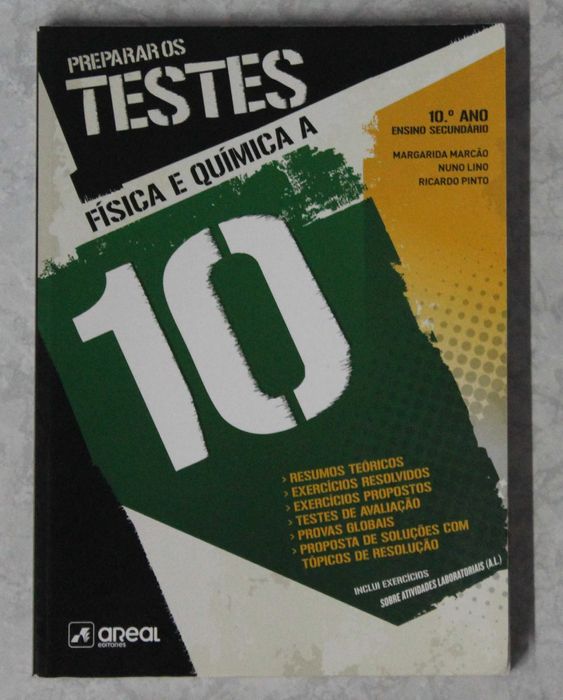 PREPARAR OS
TESTES
FÍSICA E QUÍMICA A
10.º ANO
ENSINO SECUNDÁRIO
MARGARIDA MARCÃO
NUNO LINO
RICARDO PINTO
10
> RESUMOS TEÓRICOS
> EXERCÍCIOS RESOLVIDOS
> EXERCÍCIOS PROPOSTOS
> TESTES DE AVALIAÇÃO
> PROVAS GLOBAIS
> PROPOSTA DE SOLUÇÕES COM
TÓPICOS DE RESOLUÇÃO
INCLUI EXERCÍCIOS
SOBRE ATIVIDADES LABORATORIAIS (A.L.)
areal
editores